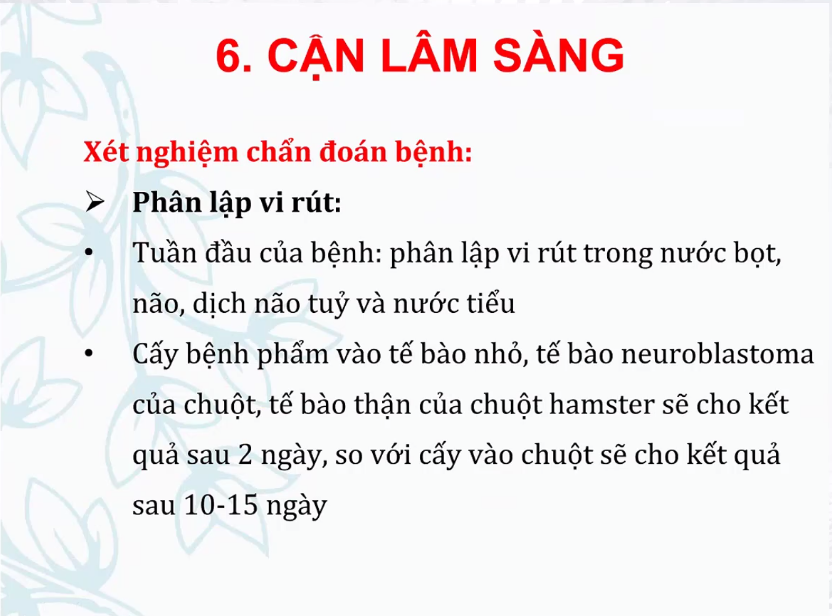 6. CẬN LÂM SÀNG
Xét nghiệm chẩn đoán bệnh:
➢ Phân lập vi rút:
• Tuần đầu của bệnh: phân lập vi rút trong nước bọt,
não, dịch não tuỷ và nước tiểu
• Cấy bệnh phẩm vào tế bào nhỏ, tế bào neuroblastoma
của chuột, tế bào thận của chuột hamster sẽ cho kết
quả sau 2 ngày, so với cấy vào chuột sẽ cho kết quả
sau 10-15 ngày